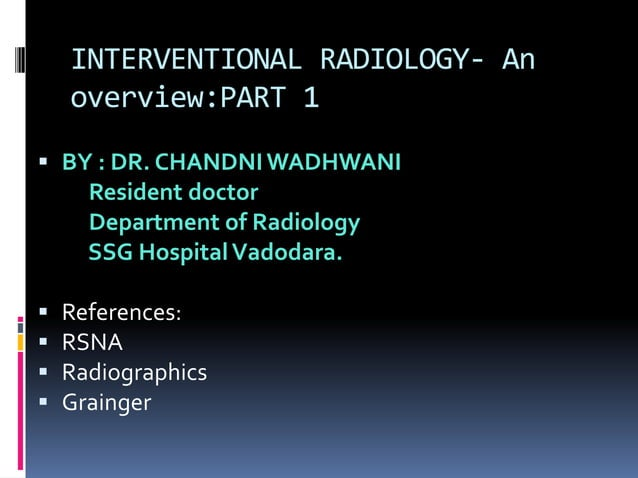 INTERVENTIONAL RADIOLOGY- An
overview:PART 1
▪ BY : DR. CHANDNI WADHWANI
Resident doctor
Department of Radiology
SSG Hospital Vadodara.
▪ References:
▪ RSNA
▪ Radiographics
▪ Grainger